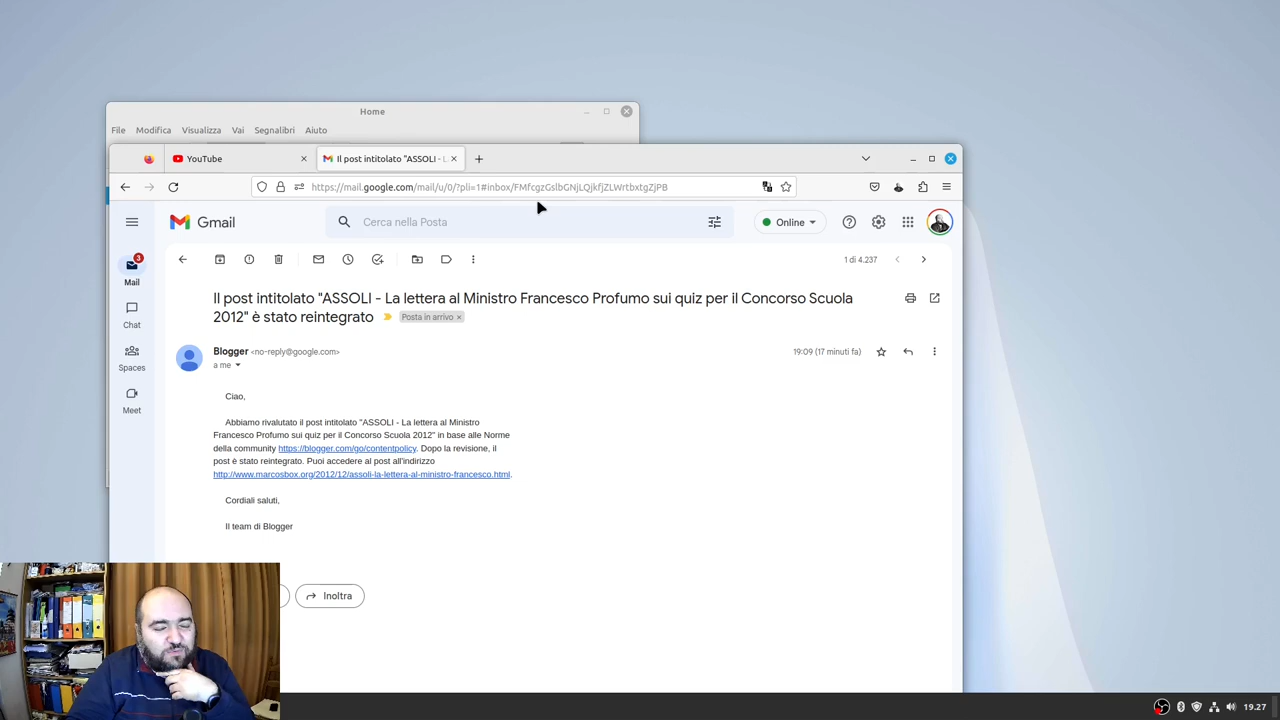 Home
File Modifica Visualizza Vai Segnalibri Aiuto
YouTube
Il post intitolato "ASSOLI - L
https://mail.google.com/mail/u/0/?pli=1#inbox/FMfcgzGslbGNjLQjkfjZLWrtbxtgZjPB
Gmail
Cerca nella Posta
Online
3
Mail
Chat
Spaces
Meet
1 di 4.237
Il post intitolato "ASSOLI - La lettera al Ministro Francesco Profumo sui quiz per il Concorso Scuola
2012" è stato reintegrato
Posta in arrivo ×
Blogger <no-reply@google.com>
19:09 (17 minuti fa)
a me
Ciao,
Abbiamo rivalutato il post intitolato "ASSOLI - La lettera al Ministro
Francesco Profumo sui quiz per il Concorso Scuola 2012" in base alle Norme
della community https://blogger.com/go/contentpolicy. Dopo la revisione, il
post è stato reintegrato. Puoi accedere al post all'indirizzo
http://www.marcosbox.org/2012/12/assoli-la-lettera-al-ministro-francesco.html.
Cordiali saluti,
Il team di Blogger
Inoltra
19.27